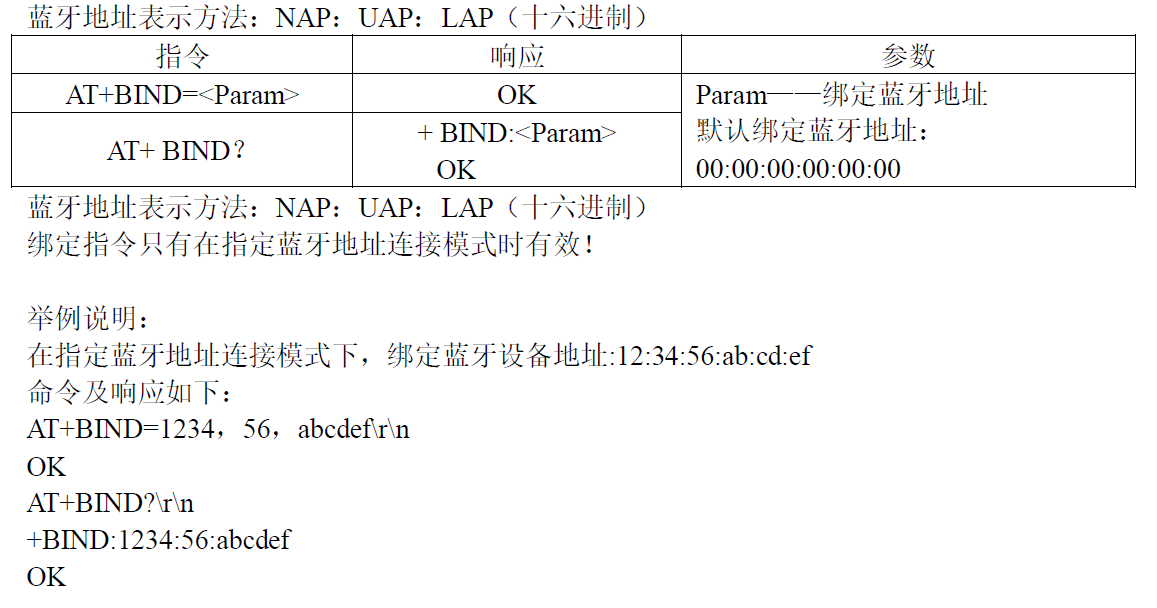 蓝牙地址表示方法：NAP：UAP：LAP（十六进制）
指令 响应 参数
AT+BIND=<Param> OK Param——绑定蓝牙地址
默认绑定蓝牙地址：
00:00:00:00:00:00
AT+ BIND？ + BIND:<Param>
OK
蓝牙地址表示方法：NAP：UAP：LAP（十六进制）
绑定指令只有在指定蓝牙地址连接模式时有效！
举例说明：
在指定蓝牙地址连接模式下，绑定蓝牙设备地址:12:34:56:ab:cd:ef
命令及响应如下：
AT+BIND=1234，56，abcdef\r\n
OK
AT+BIND?\r\n
+BIND:1234:56:abcdef
OK